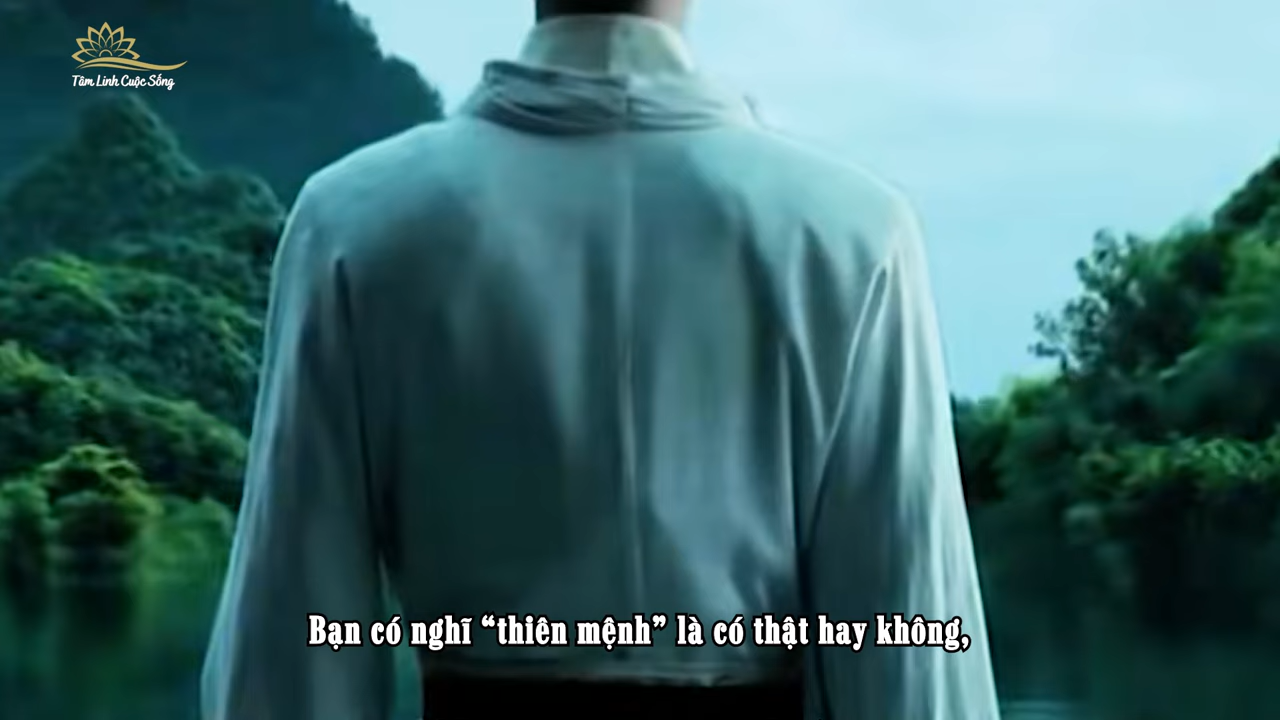 Tâm Linh Cuộc Sống
Bạn có nghĩ “thiên mệnh” là có thật hay không,